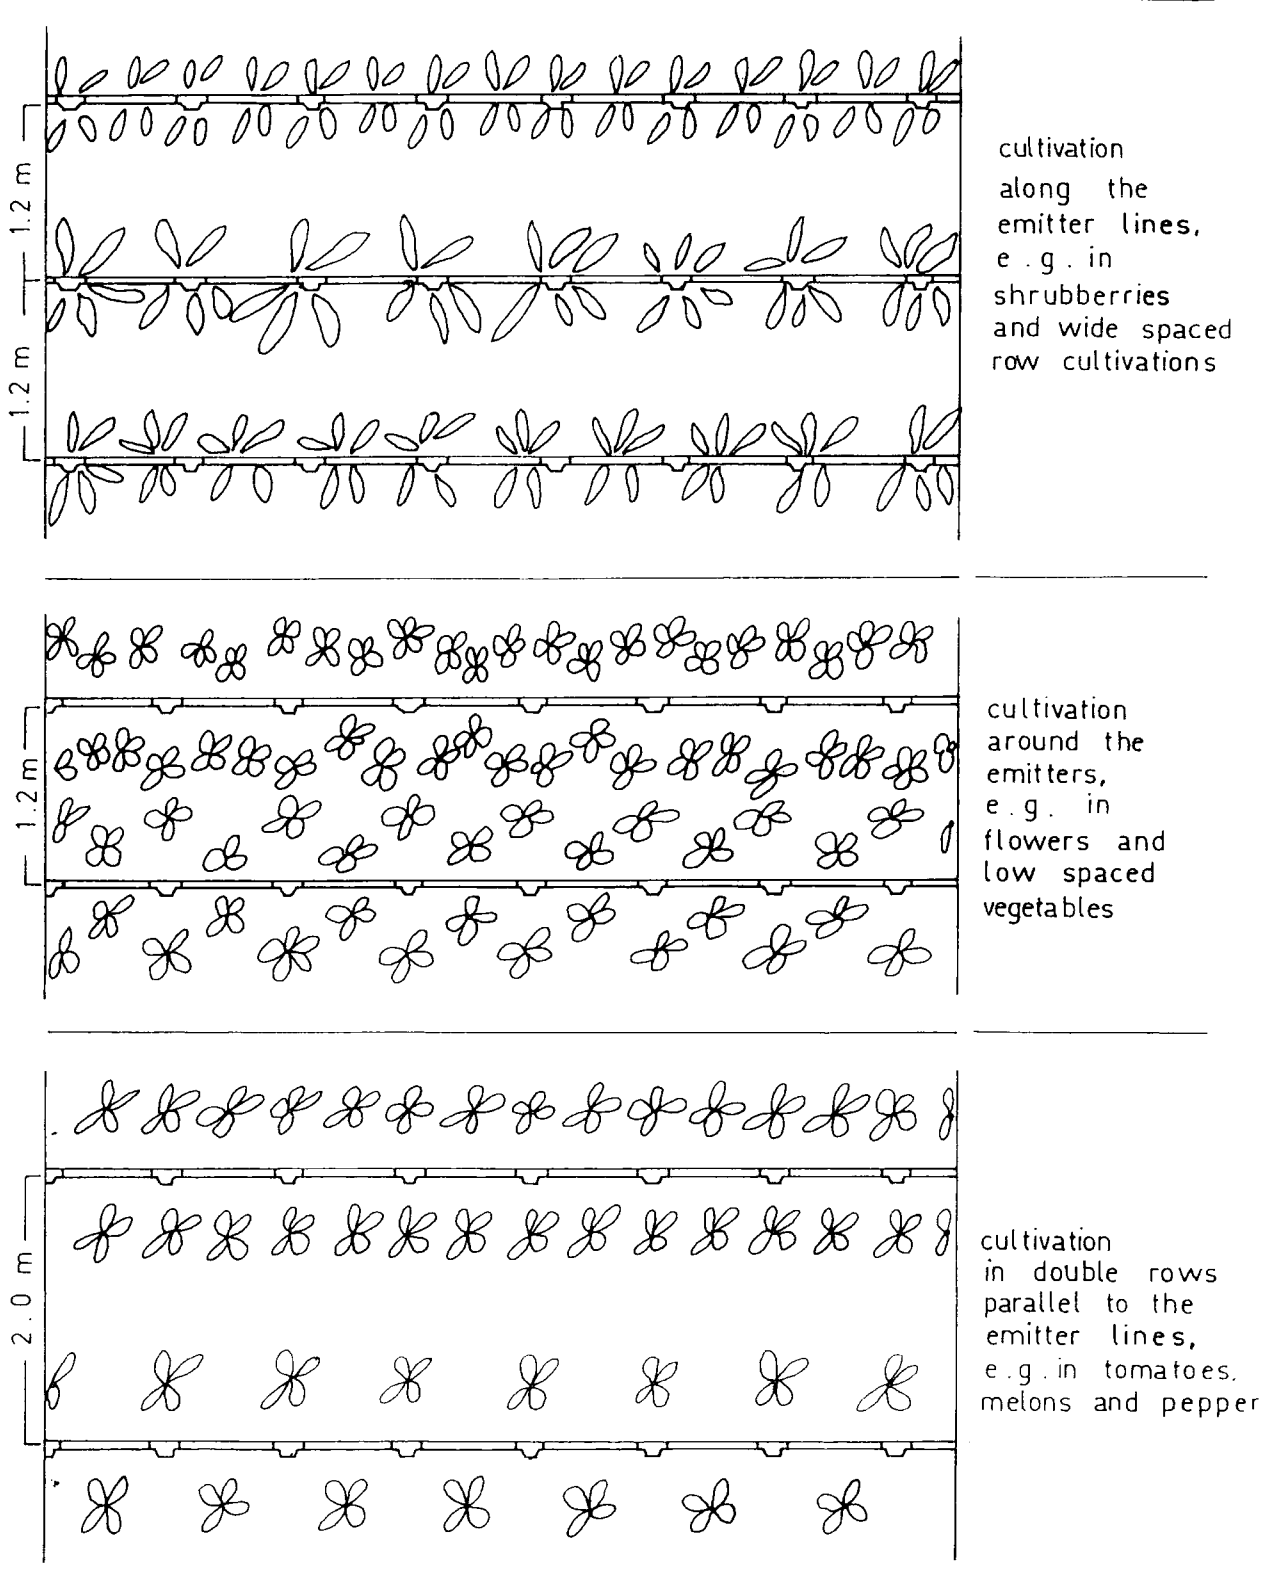 1.2 m
1.2 m
cultivation
along the
emitter lines,
e.g. in
shrubberries
and wide spaced
row cultivations
1.2 m
cultivation
around the
emitters,
e.g. in
flowers and
low spaced
vegetables
2.0 m
cultivation
in double rows
parallel to the
emitter lines,
e.g. in tomatoes.
melons and pepper